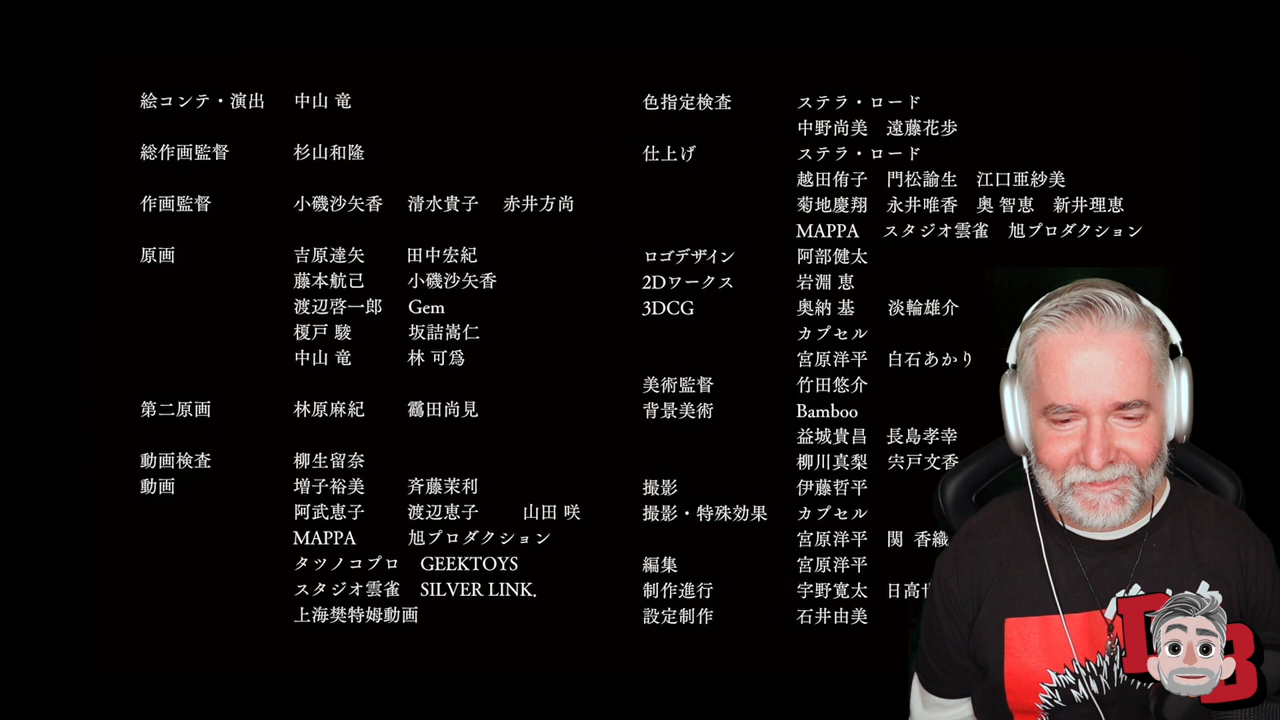 絵コンテ・演出 中山 竜
総作画監督 杉山和隆
作画監督 小磯沙矢香 清水貴子 赤井方尚
原画 吉原達矢 田中宏紀
藤本航己 小磯沙矢香
渡辺啓一郎 Gem
榎戸 駿 坂詰嵩仁
中山 竜 林 可爲
第二原画 林原麻紀 靍田尚見
動画検査 柳生留奈
動画 増子裕美 斉藤茉利
阿武恵子 渡辺恵子 山田 咲
MAPPA 旭プロダクション
タツノコプロ GEEKTOYS
スタジオ雲雀 SILVER LINK.
上海樊特姆動画
色指定検査 ステラ・ロード
中野尚美 遠藤花歩
仕上げ ステラ・ロード
越田侑子 門松諭生 江口亜紗美
菊地慶翔 永井唯香 奥 智恵 新井理恵
MAPPA スタジオ雲雀 旭プロダクション
ロゴデザイン 阿部健太
2Dワークス 岩淵 恵
3DCG 奥納 基 淡輪雄介
カプセル
宮原洋平 白石あかり
美術監督 竹田悠介
背景美術 Bamboo
益城貴昌 長島孝幸
柳川真梨 宍戸文香
撮影 伊藤哲平
撮影・特殊効果 カプセル
宮原洋平 関 香織
編集 宮原洋平
制作進行 宇野寛太 日高
設定制作 石井由美